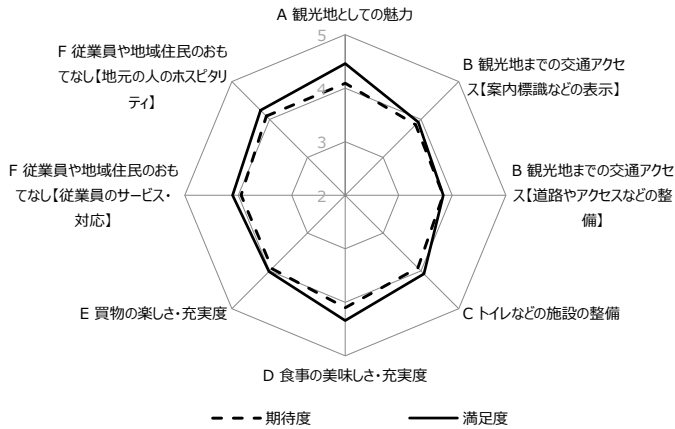 A 観光地としての魅力
5
F 従業員や地域住民のおも
てなし【地元の人のホスピタリ
ティ】
B 観光地までの交通アクセ
ス【案内標識などの表示】
4
3
F 従業員や地域住民のおも
てなし【従業員のサービス・
対応】
2
B 観光地までの交通アクセ
ス【道路やアクセスなどの整
備】
E 買物の楽しさ・充実度
C トイレなどの施設の整備
D 食事の美味しさ・充実度
期待度
満足度